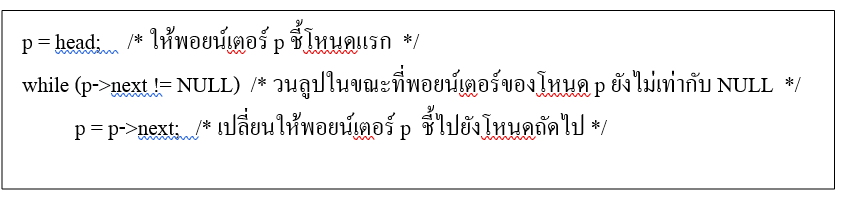 p = head; /* ให้พอยน์เตอร์ p ชี้โหนดแรก */
while (p->next != NULL) /* วนลูปในขณะที่พอยน์เตอร์ของโหนด p ยังไม่เท่ากับ NULL */
p = p->next; /* เปลี่ยนให้พอยน์เตอร์ p ชี้ไปยังโหนดถัดไป */